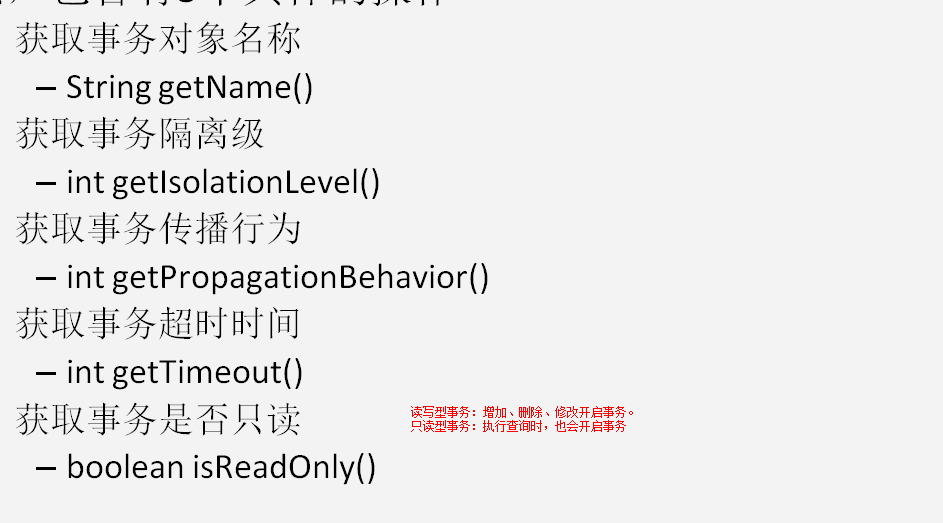 获取事务对象名称
– String getName()
获取事务隔离级
– int getIsolationLevel()
获取事务传播行为
– int getPropagationBehavior()
获取事务超时时间
– int getTimeout()
获取事务是否只读
读写型事务：增加、删除、修改开启事务。
只读型事务：执行查询时，也会开启事务
– boolean isReadOnly()